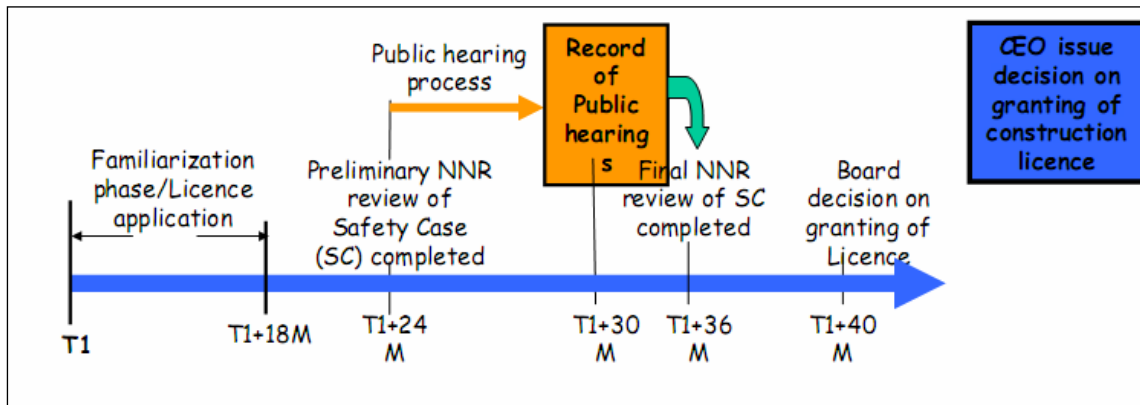 Public hearing
process
Record
of
Public
hearing
s
CEO issue
decision on
granting of
construction
licence
Familiarization
phase/Licence
application
Preliminary NNR
review of
Safety Case
(SC) completed
Final NNR
review of SC
completed
Board
decision on
granting of
Licence
T1
T1+18M
T1+24
M
T1+30
M
T1+36
M
T1+40
M